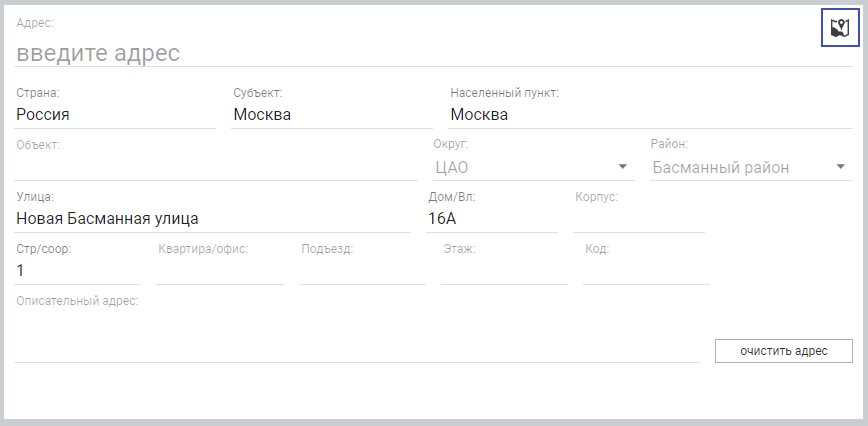 Адрес:
введите адрес
Страна: Субъект: Населенный пункт:
Россия Москва Москва
Объект: Округ: Район:
ЦАО Басманный район
Улица: Дом/Вл: Корпус:
Новая Басманная улица 16А
Стр/соор: Квартира/офис: Подъезд: Этаж: Код:
1
Описательный адрес:
очистить адрес